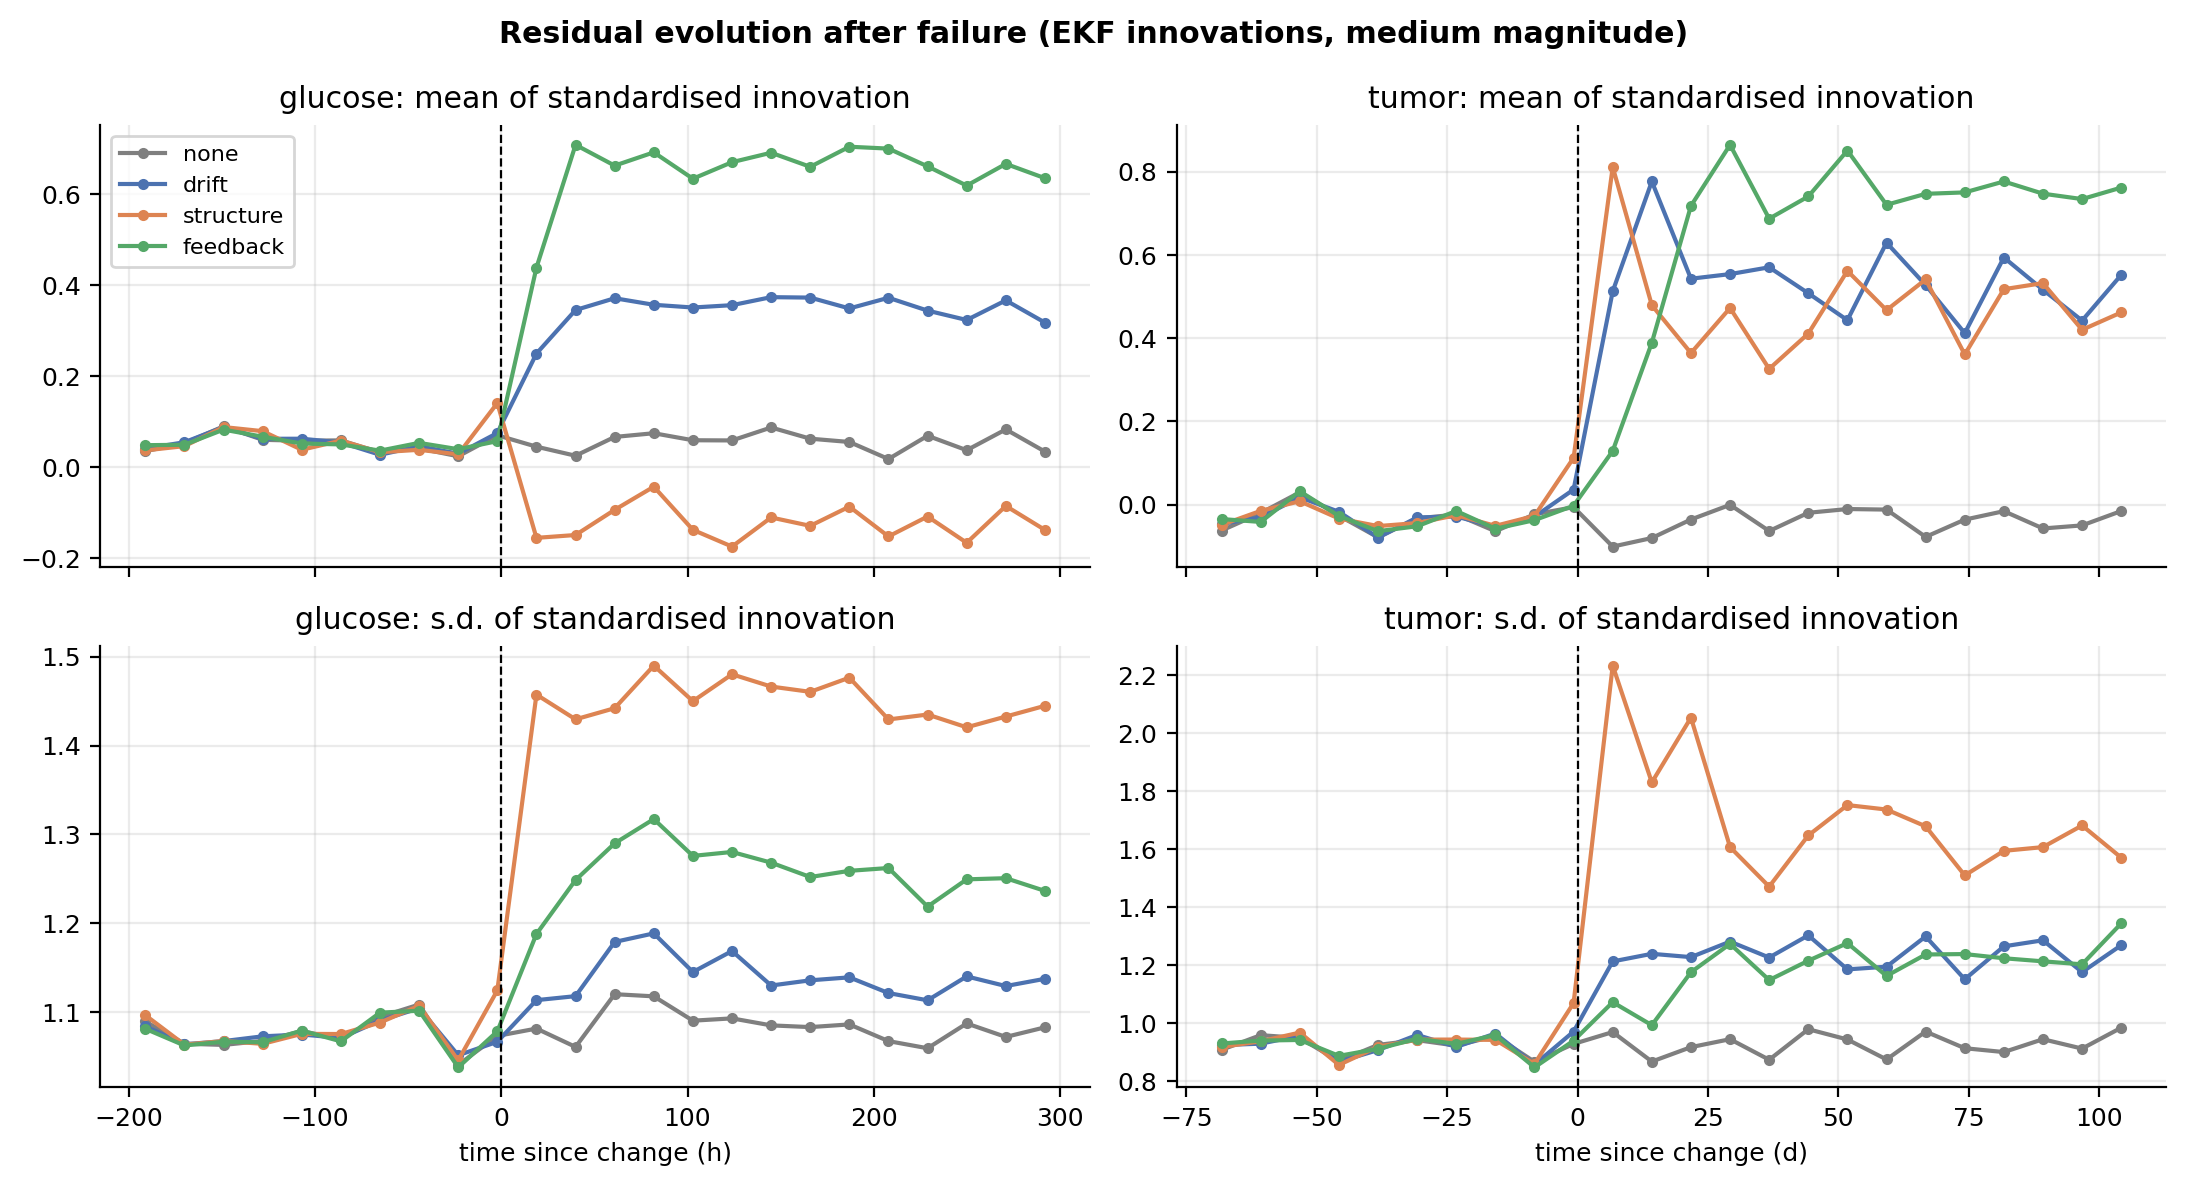 Residual evolution after failure (EKF innovations, medium magnitude)
glucose: mean of standardised innovation
none
drift
structure
feedback
0.6
0.4
0.2
0.0
−0.2
tumor: mean of standardised innovation
0.8
0.6
0.4
0.2
0.0
glucose: s.d. of standardised innovation
1.5
1.4
1.3
1.2
1.1
−200 −100 0 100 200 300
time since change (h)
tumor: s.d. of standardised innovation
2.2
2.0
1.8
1.6
1.4
1.2
1.0
0.8
−75 −50 −25 0 25 50 75 100
time since change (d)